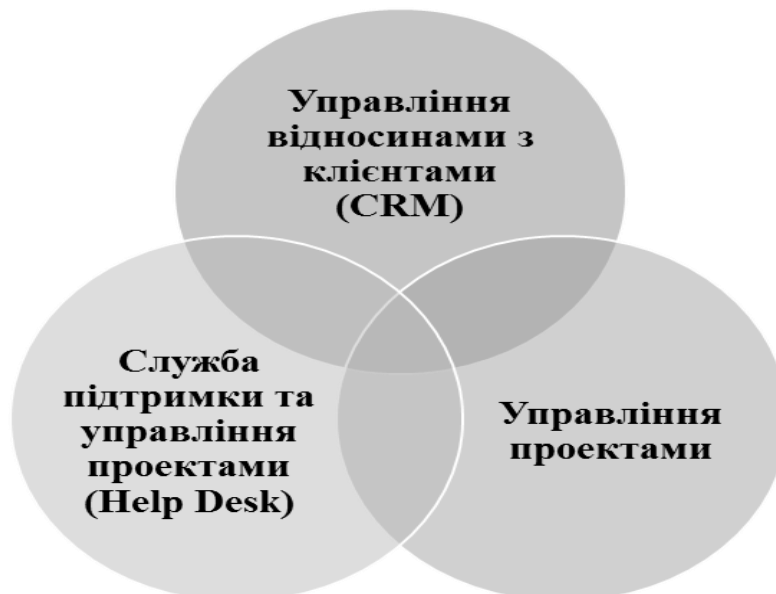 Управління
відносинами з
клієнтами
(CRM)
Служба
підтримки та
управління
проектами
(Help Desk)
Управління
проектами